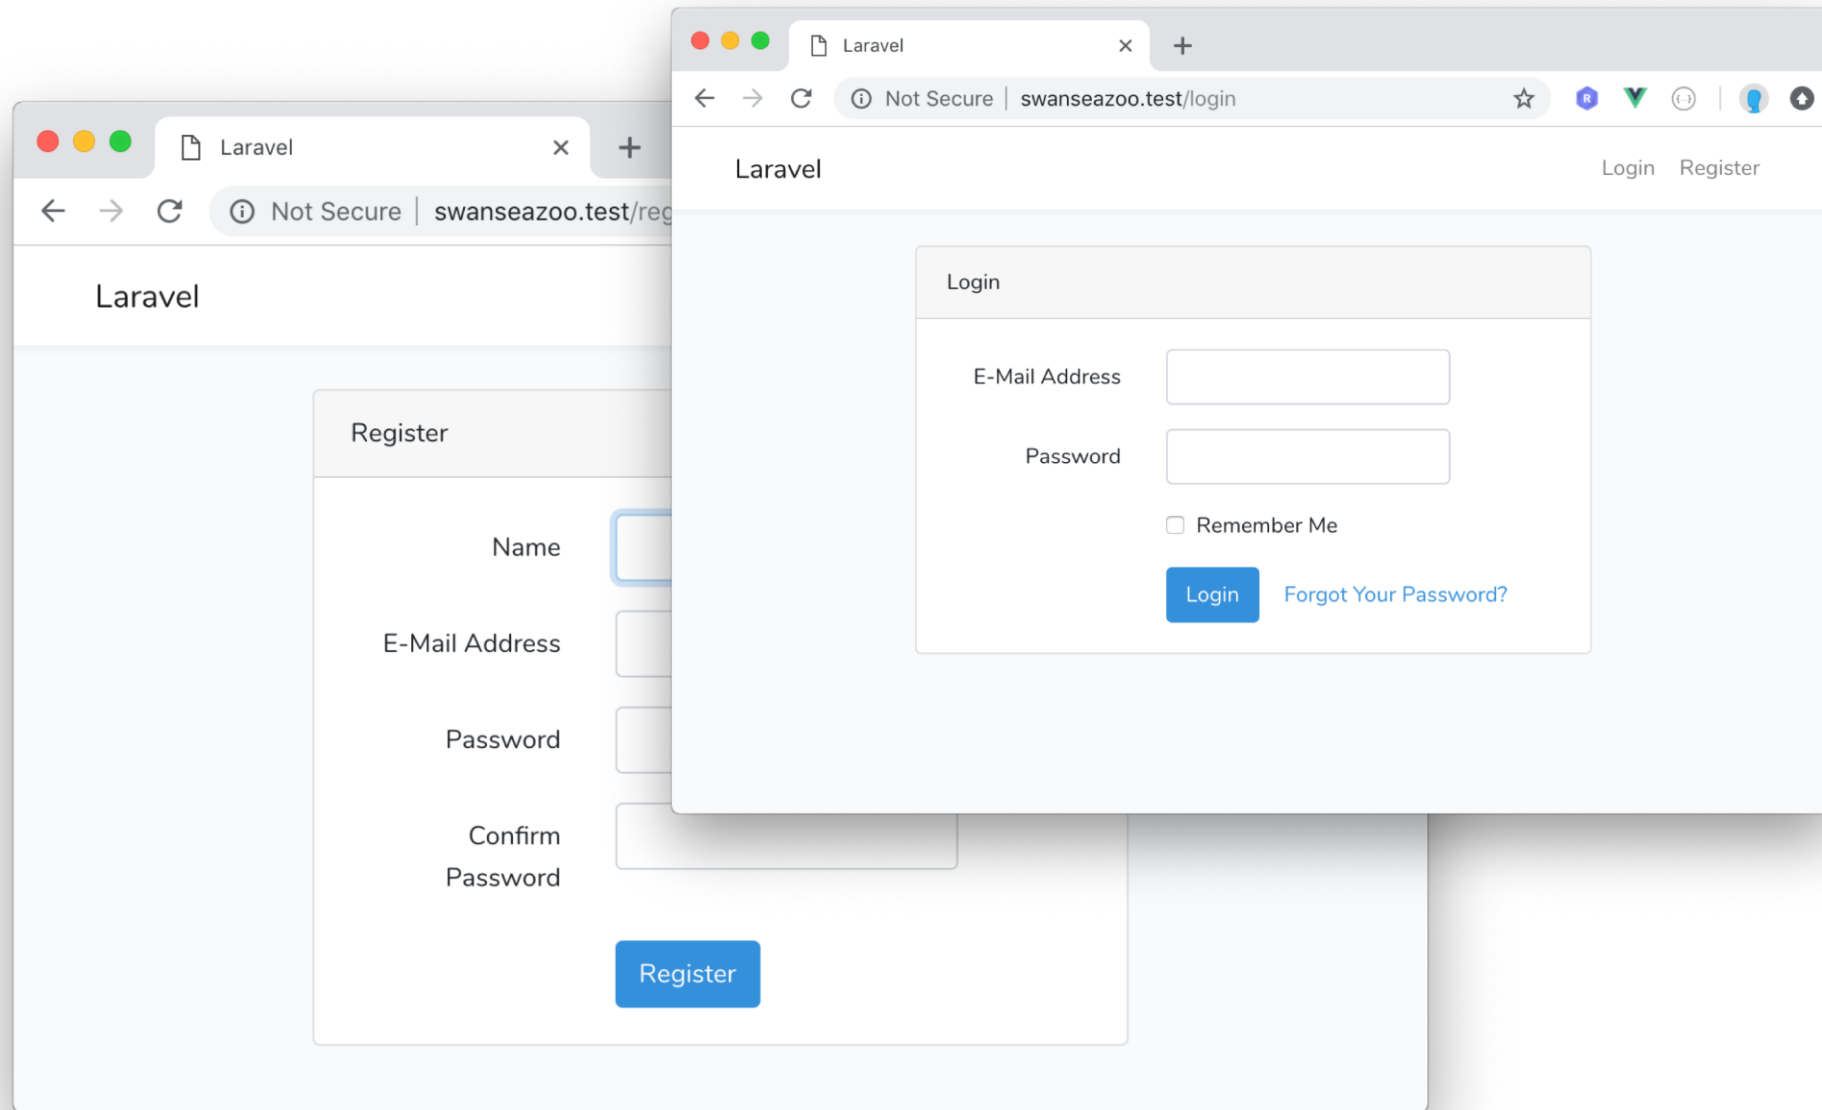 Laravel
Not Secure
swanseazoo.test/login
R
Laravel
Login Register
Login
E-Mail Address
Password
Remember Me
Login Forgot Your Password?
Laravel
Not Secure
swanseazoo.test/reg
Laravel
Register
Name
E-Mail Address
Password
Confirm
Password
Register